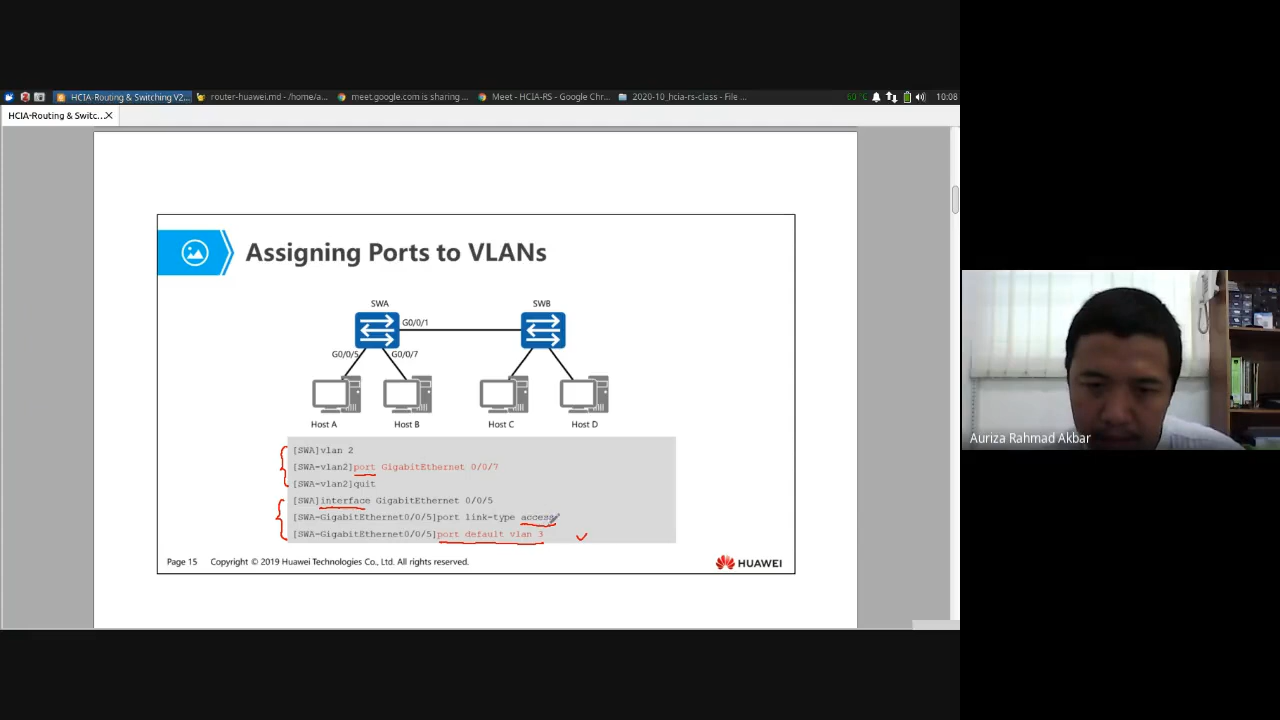 HCIA-Routing & Switching V2...
router-huawei.md - /home/a...
meet.google.com is sharing ...
Meet - HCIA-RS - Google Chr...
2020-10_hcia-rs-class - File ...
60°C
10:08
HCIA-Routing & Switc...
Assigning Ports to VLANs
SWA
SWB
G0/0/1
G0/0/5
G0/0/7
Host A
Host B
Host C
Host D
[SWA]vlan 2
[SWA-vlan2]port GigabitEthernet 0/0/7
[SWA-vlan2]quit
[SWA]interface GigabitEthernet 0/0/5
[SWA-GigabitEthernet0/0/5]port link-type access
[SWA-GigabitEthernet0/0/5]port default vlan 3
Page 15 Copyright © 2019 Huawei Technologies Co., Ltd. All rights reserved.
HUAWEI
Auriza Rahmad Akbar